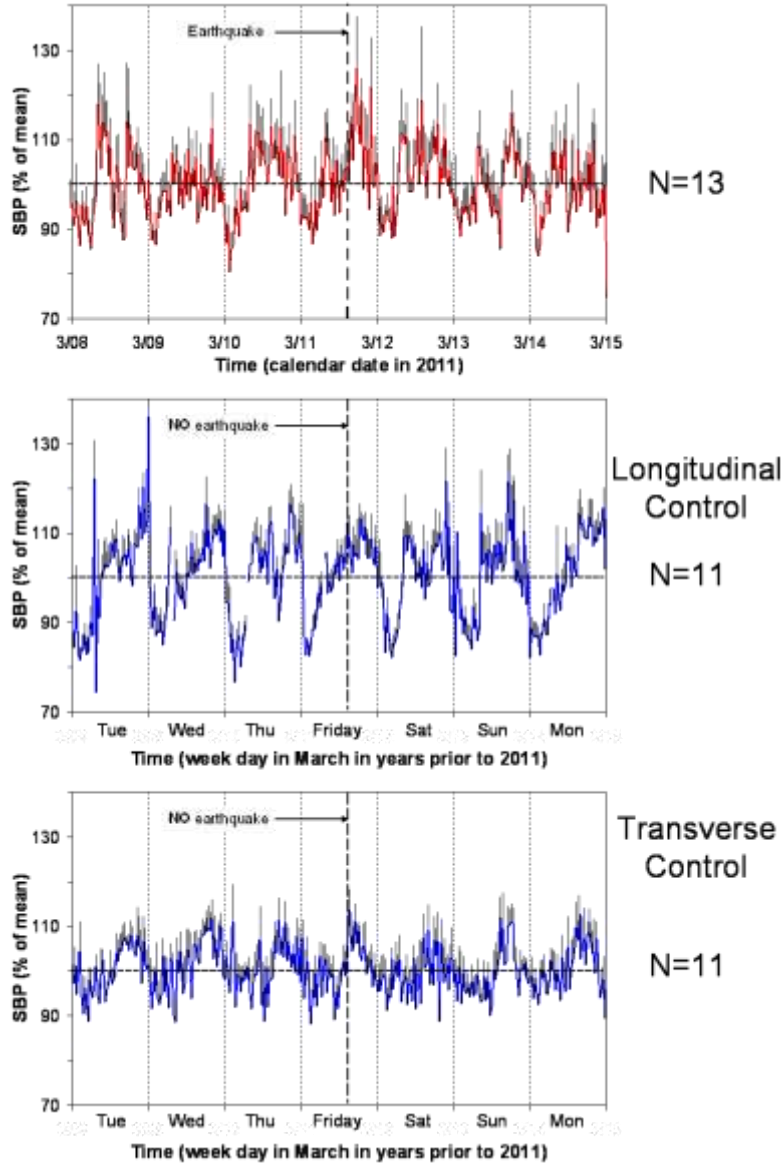 130
110
90
70
SBP (% of mean)
Earthquake
N=13
3/08 3/09 3/10 3/11 3/12 3/13 3/14 3/15
Time (calendar date in 2011)
130
110
90
70
SBP (% of mean)
NO earthquake
Longitudinal
Control
N=11
Tue Wed Thu Friday Sat Sun Mon
Time (week day in March in years prior to 2011)
130
110
90
70
SBP (% of mean)
NO earthquake
Transverse
Control
N=11
Tue Wed Thu Friday Sat Sun Mon
Time (week day in March in years prior to 2011)